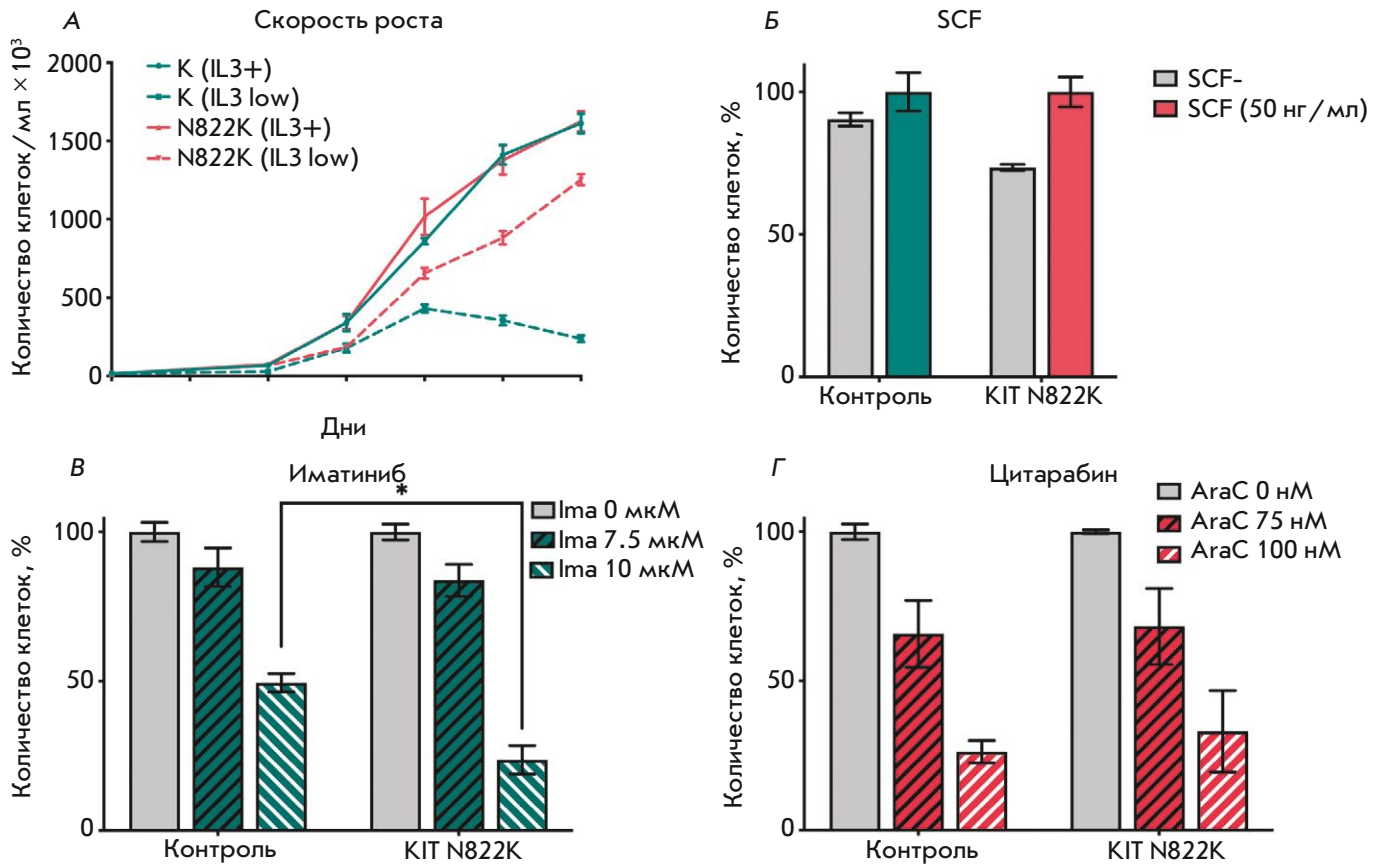 А
Скорость роста
Количество клеток/мл × 10³
2000
1500
1000
500
0
K (IL3+)
K (IL3 low)
N822K (IL3+)
N822K (IL3 low)
Дни
Б
SCF
Количество клеток, %
100
50
0
Контроль
KIT N822K
SCF-
SCF (50 нг/мл)
В
Иматиниб
*
Количество клеток, %
100
50
0
Контроль
KIT N822K
Ima 0 мкМ
Ima 7.5 мкМ
Ima 10 мкМ
Г
Цитарабин
Количество клеток, %
100
50
0
Контроль
KIT N822K
AraC 0 нМ
AraC 75 нМ
AraC 100 нМ